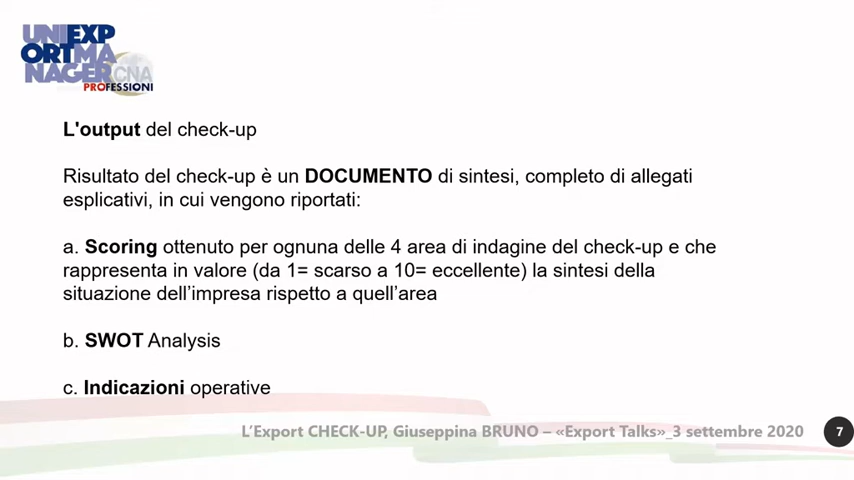 UNIEXP
ORTMA
NAGER CNA
PROFESSIONI
L'output del check-up
Risultato del check-up è un DOCUMENTO di sintesi, completo di allegati
esplicativi, in cui vengono riportati:
a. Scoring ottenuto per ognuna delle 4 area di indagine del check-up e che
rappresenta in valore (da 1= scarso a 10= eccellente) la sintesi della
situazione dell'impresa rispetto a quell'area
b. SWOT Analysis
c. Indicazioni operative
L'Export CHECK-UP, Giuseppina BRUNO – «Export Talks»_3 settembre 2020
7